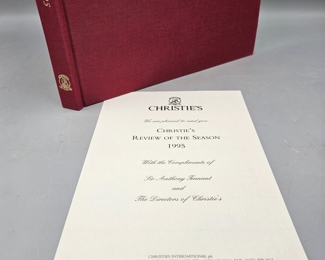 CHRISTIE'S
We are pleased to send you
CHRISTIE'S
REVIEW OF THE SEASON
1995
With the Compliments of
Sir Anthony Tennant
and
The Directors of Christie's
CHRISTIE'S INTERNATIONAL plc